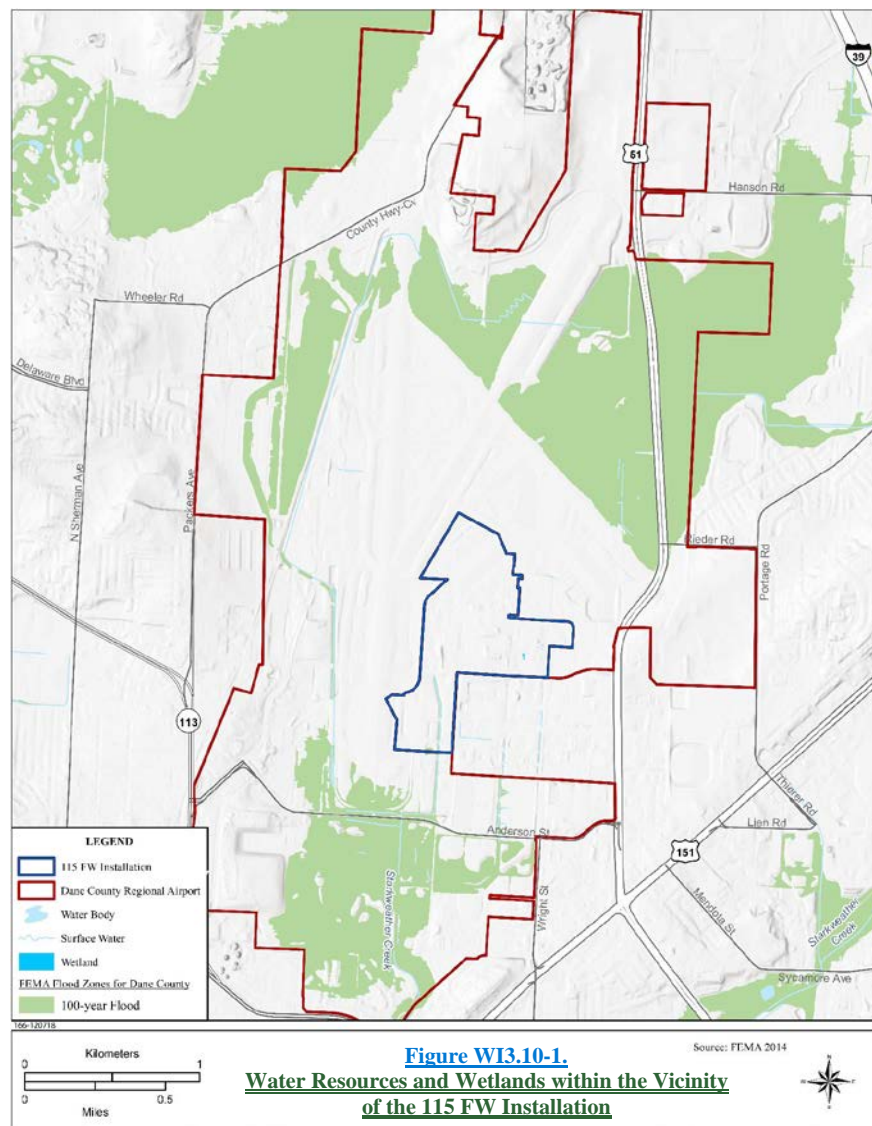 39
51
Hanson Rd
County Hwy-CV
Wheeler Rd
Delaware Blvd
N Sherman Ave
Packers Ave
Rieder Rd
Portage Rd
113
Thierer Rd
Lien Rd
Anderson St
151
Mendota St
Wright St
Starkweather Creek
Starkweather
Creek
Sycamore Ave
LEGEND
115 FW Installation
Dane County Regional Airport
Water Body
Surface Water
Wetland
FEMA Flood Zones for Dane County
100-year Flood
166-120718
Kilometers
0 1
0 0.5
Miles
Figure WI3.10-1.
Water Resources and Wetlands within the Vicinity
of the 115 FW Installation
Source: FEMA 2014